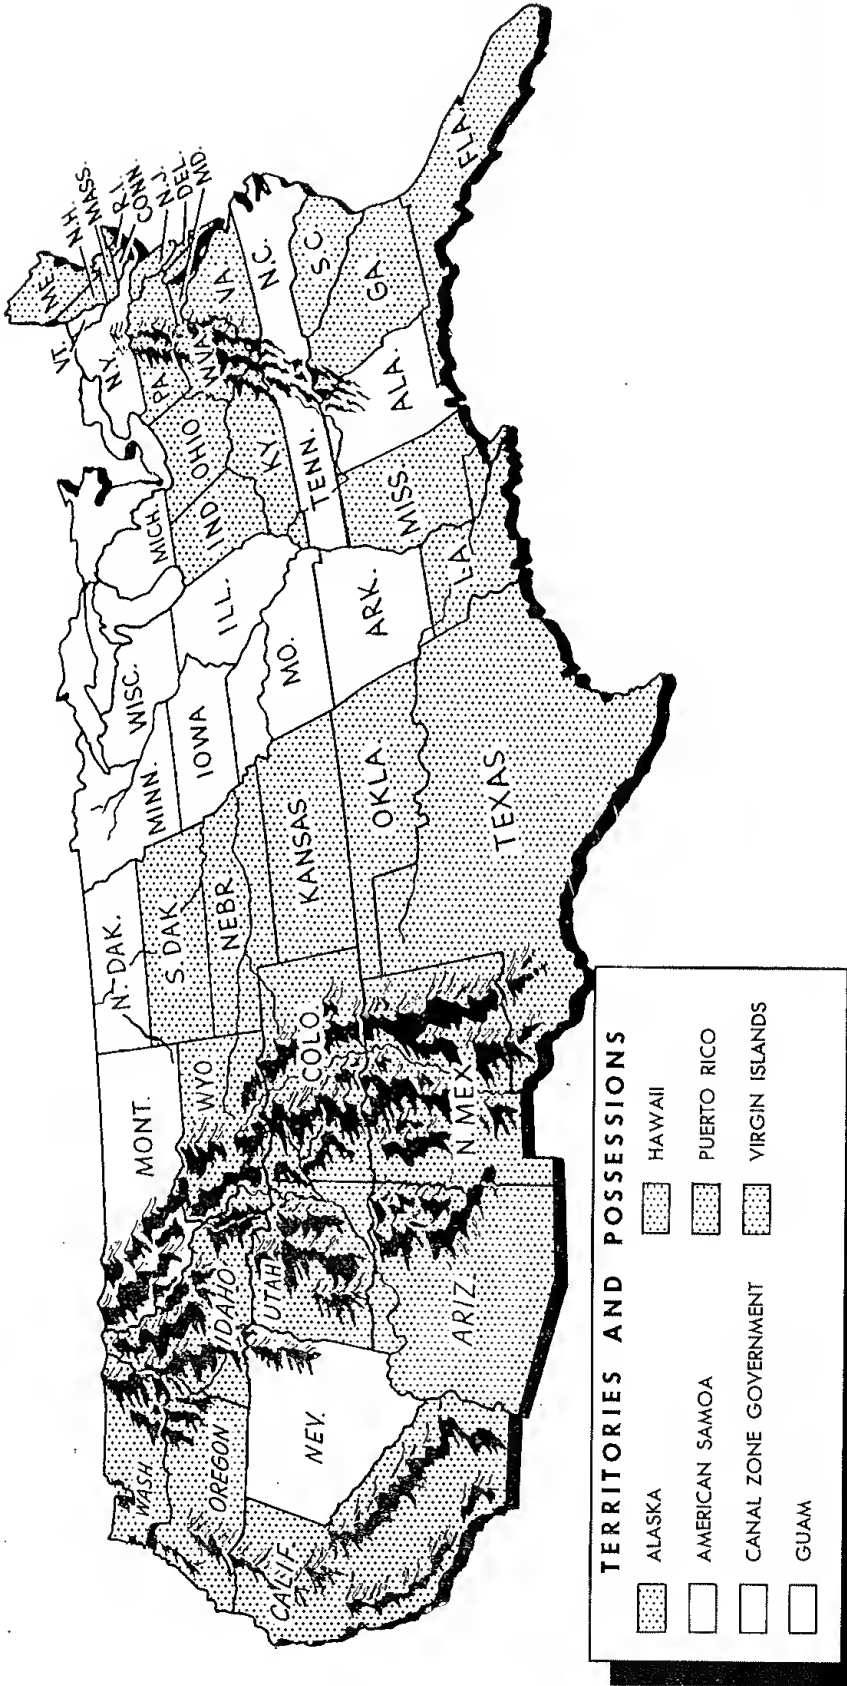 WASH
OREGON
CALIF
NEV.
IDAHO
UTAH
ARIZ
MONT.
WYO
COLO
N MEX
N. DAK.
S. DAK
NEBR
KANSAS
OKLA.
TEXAS
MINN.
IOWA
MO.
ARK.
LA
WISC.
ILL.
MICH.
IND
OHIO
KY.
TENN.
MISS
ALA.
GA
FLA.
S.C
N.C.
VA
W.VA
PA
N.Y.
VT.
ME
N.H.
MASS.
R.I.
CONN.
N.J.
DEL.
MD.
TERRITORIES AND POSSESSIONS
ALASKA
AMERICAN SAMOA
CANAL ZONE GOVERNMENT
GUAM
HAWAII
PUERTO RICO
VIRGIN ISLANDS